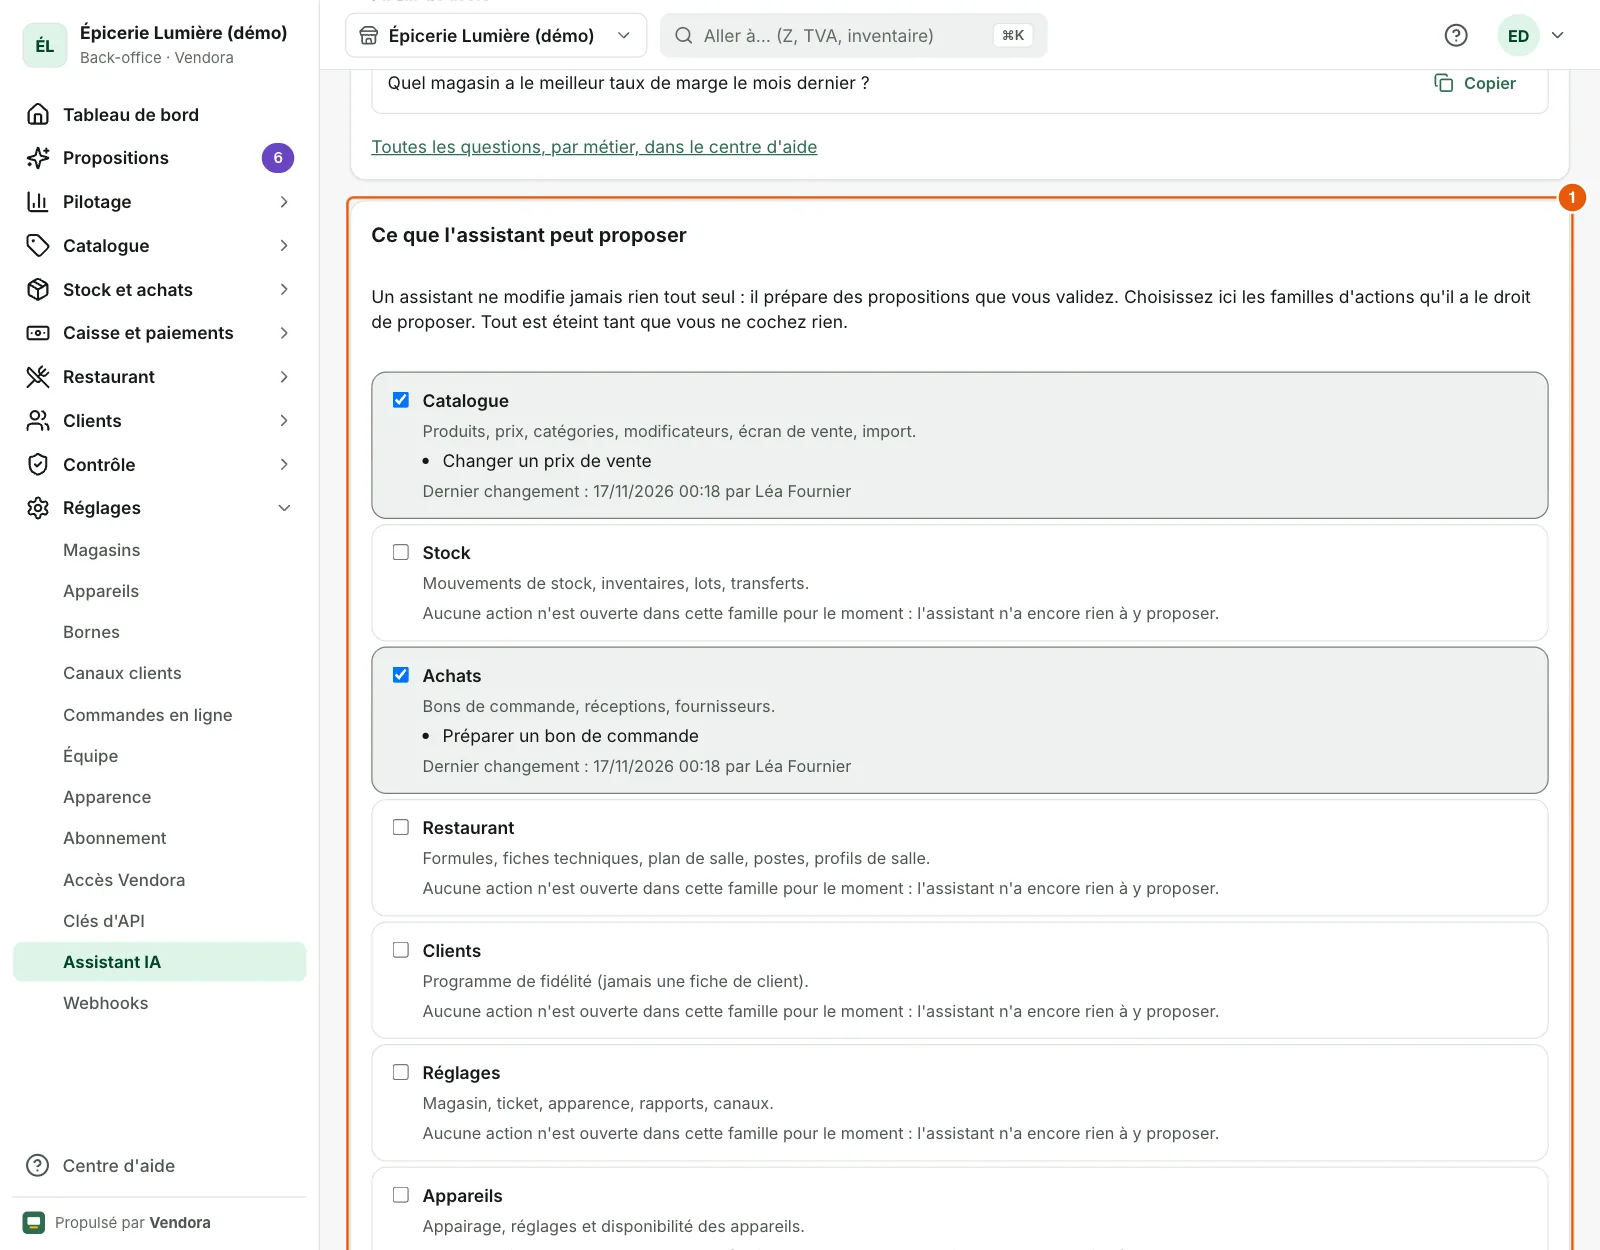 ÉL
Épicerie Lumière (démo)
Back-office · Vendora
Tableau de bord
Propositions
6
Pilotage
Catalogue
Stock et achats
Caisse et paiements
Restaurant
Clients
Contrôle
Réglages
Magasins
Appareils
Bornes
Canaux clients
Commandes en ligne
Équipe
Apparence
Abonnement
Accès Vendora
Clés d'API
Assistant IA
Webhooks
Centre d'aide
Propulsé par Vendora
Épicerie Lumière (démo)
Aller à... (Z, TVA, inventaire)
⌘K
ED
Quel magasin a le meilleur taux de marge le mois dernier ?
Copier
Toutes les questions, par métier, dans le centre d'aide
1
Ce que l'assistant peut proposer
Un assistant ne modifie jamais rien tout seul : il prépare des propositions que vous validez. Choisissez ici les familles d'actions qu'il a le droit
de proposer. Tout est éteint tant que vous ne cochez rien.
Catalogue
Produits, prix, catégories, modificateurs, écran de vente, import.
• Changer un prix de vente
Dernier changement : 17/11/2026 00:18 par Léa Fournier
Stock
Mouvements de stock, inventaires, lots, transferts.
Aucune action n'est ouverte dans cette famille pour le moment : l'assistant n'a encore rien à y proposer.
Achats
Bons de commande, réceptions, fournisseurs.
• Préparer un bon de commande
Dernier changement : 17/11/2026 00:18 par Léa Fournier
Restaurant
Formules, fiches techniques, plan de salle, postes, profils de salle.
Aucune action n'est ouverte dans cette famille pour le moment : l'assistant n'a encore rien à y proposer.
Clients
Programme de fidélité (jamais une fiche de client).
Aucune action n'est ouverte dans cette famille pour le moment : l'assistant n'a encore rien à y proposer.
Réglages
Magasin, ticket, apparence, rapports, canaux.
Aucune action n'est ouverte dans cette famille pour le moment : l'assistant n'a encore rien à y proposer.
Appareils
Appairage, réglages et disponibilité des appareils.